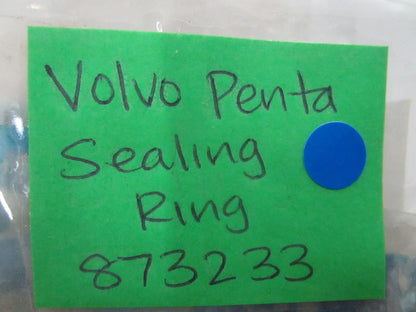 Volvo Penta
Sealing
Ring
873233